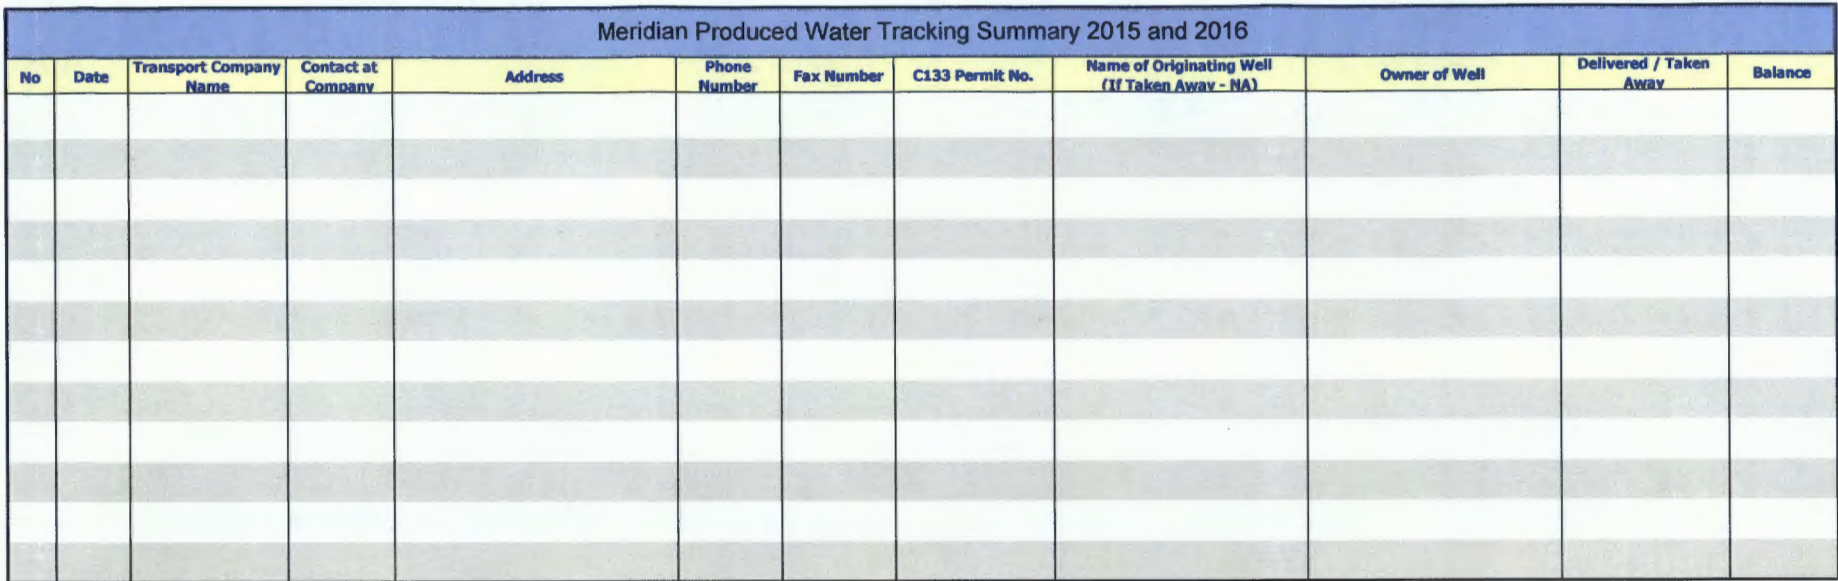 Meridian Produced Water Tracking Summary 2015 and 2016
No
Date
Transport Company
Name
Contact at
Company
Address
Phone
Number
Fax Number
C133 Permit No.
Name of Originating Well
(If Taken Away - NA)
Owner of Well
Delivered / Taken
Away
Balance